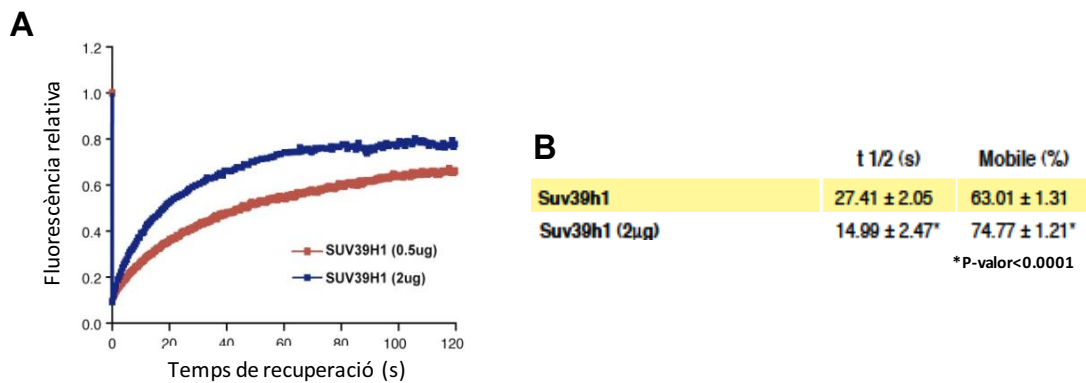 A
Fluorescència relativa
1.2
1.0
0.8
0.6
0.4
0.2
0.0
SUV39H1 (0.5ug)
SUV39H1 (2ug)
0 20 40 60 80 100 120
Temps de recuperació (s)
B
t 1/2 (s) Mobile (%)
Suv39h1 27.41 ± 2.05 63.01 ± 1.31
Suv39h1 (2µg) 14.99 ± 2.47* 74.77 ± 1.21*
*P-valor<0.0001